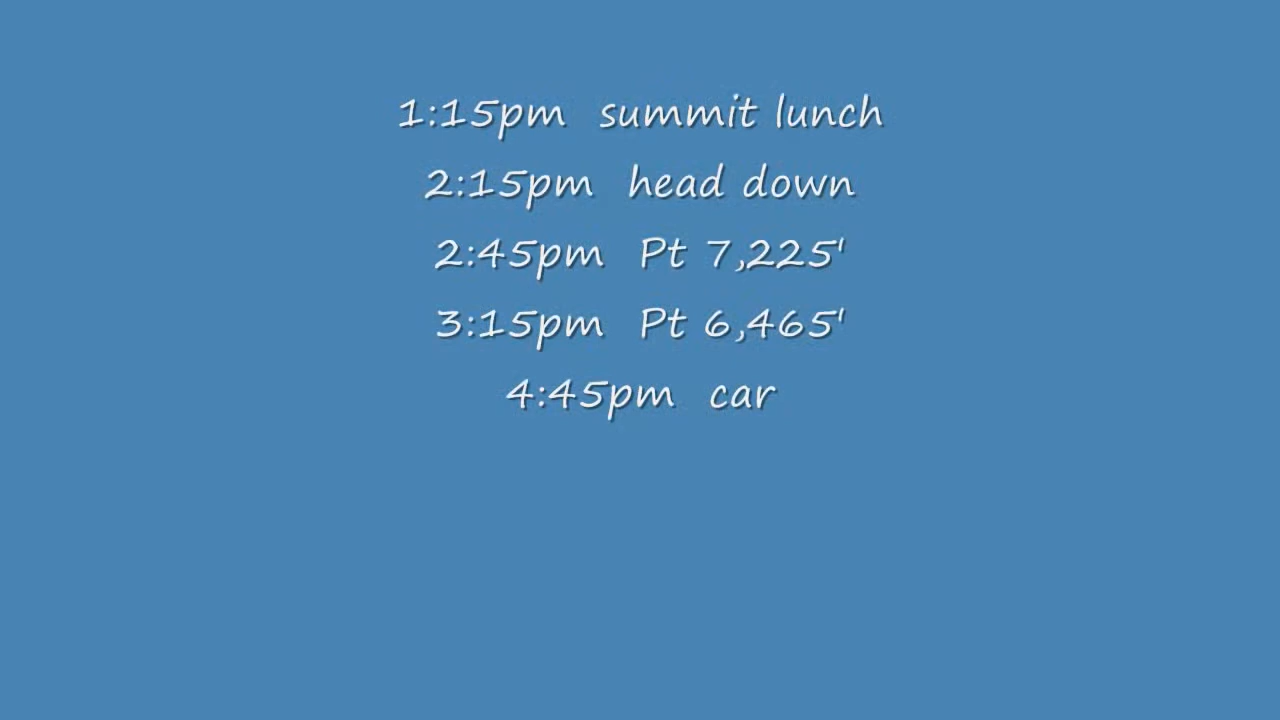 1:15pm summit lunch
2:15pm head down
2:45pm Pt 7,225'
3:15pm Pt 6,465'
4:45pm car